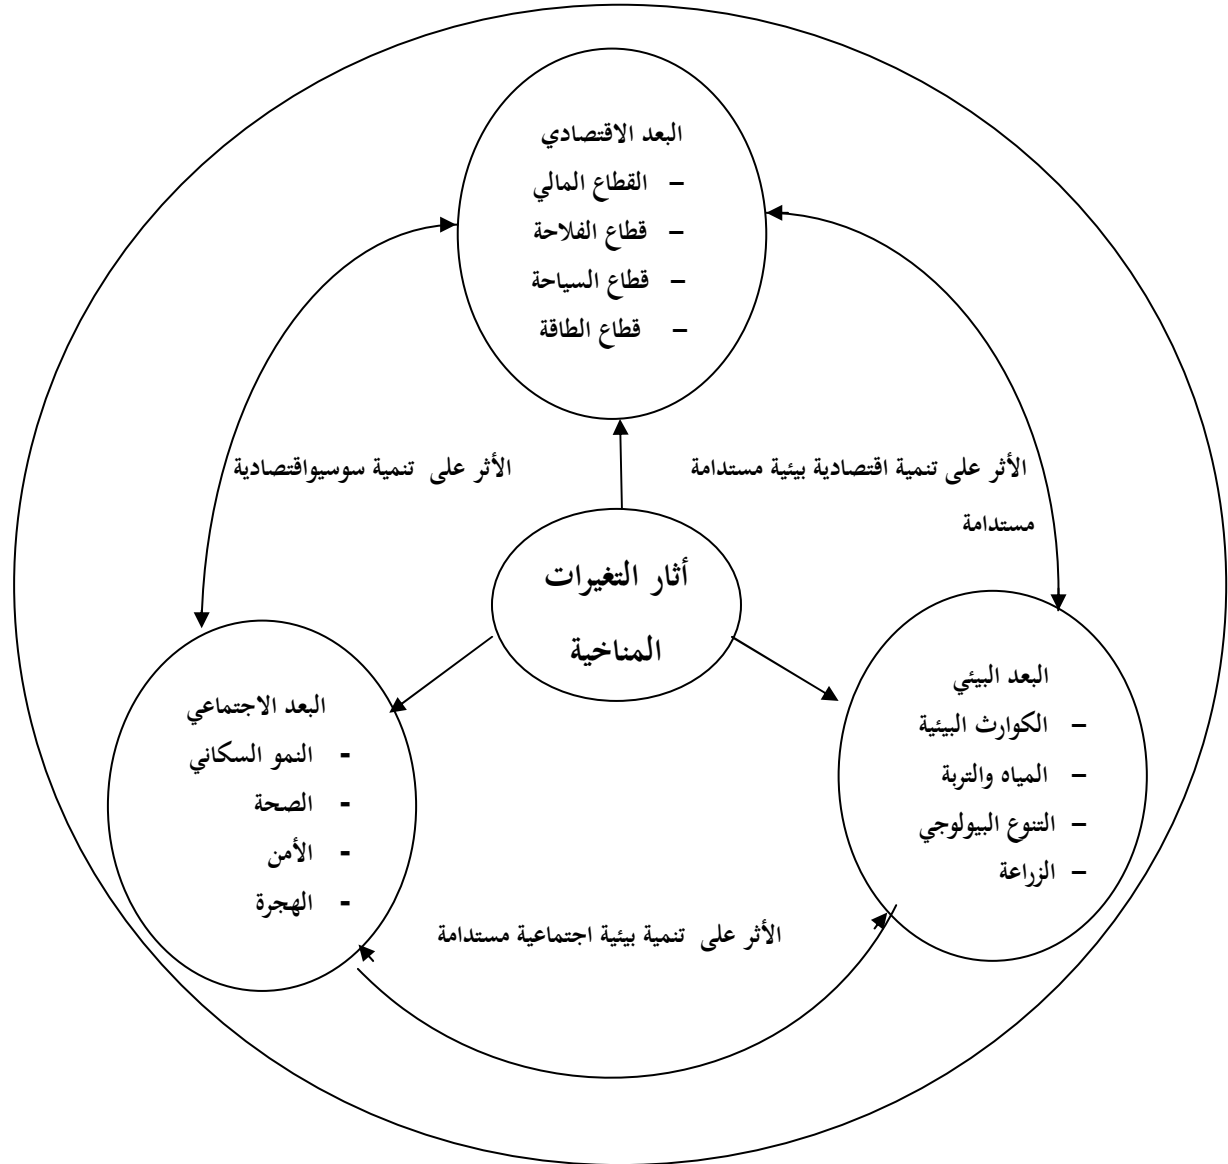 البعد الاقتصادي
– القطاع المالي
– قطاع الفلاحة
– قطاع السياحة
– قطاع الطاقة
الأثر على تنمية اقتصادية بيئية مستدامة
مستدامة
الأثر على تنمية سوسيواقتصادية
أثار التغيرات
المناخية
البعد البيئي
– الكوارث البيئية
– المياه والتربة
– التنوع البيولوجي
– الزراعة
البعد الاجتماعي
- النمو السكاني
- الصحة
- الأمن
- الهجرة
الأثر على تنمية بيئية اجتماعية مستدامة